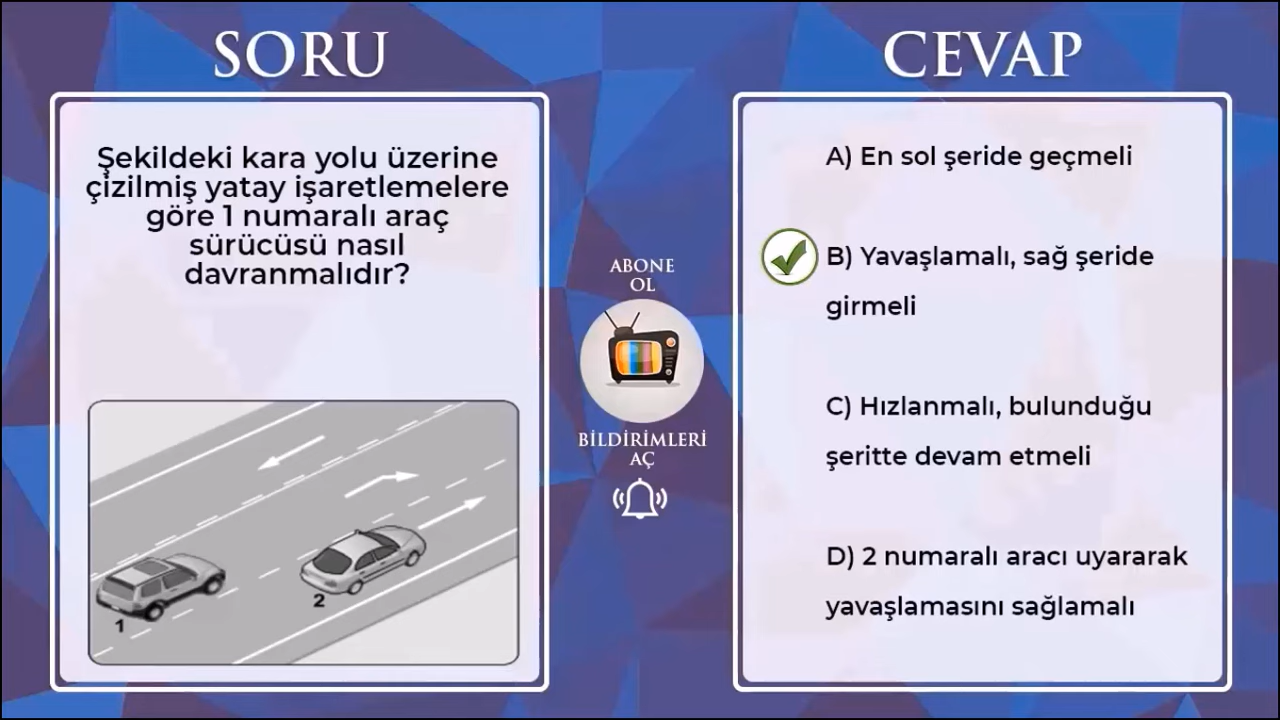 SORU
Şekildeki kara yolu üzerine
çizilmiş yatay işaretlemelere
göre 1 numaralı araç
sürücüsü nasıl
davranmalıdır?
1
2
ABONE
OL
BİLDİRİMLERİ
AÇ
CEVAP
A) En sol şeride geçmeli
B) Yavaşlamalı, sağ şeride
girmeli
C) Hızlanmalı, bulunduğu
şeritte devam etmeli
D) 2 numaralı aracı uyararak
yavaşlamasını sağlamalı